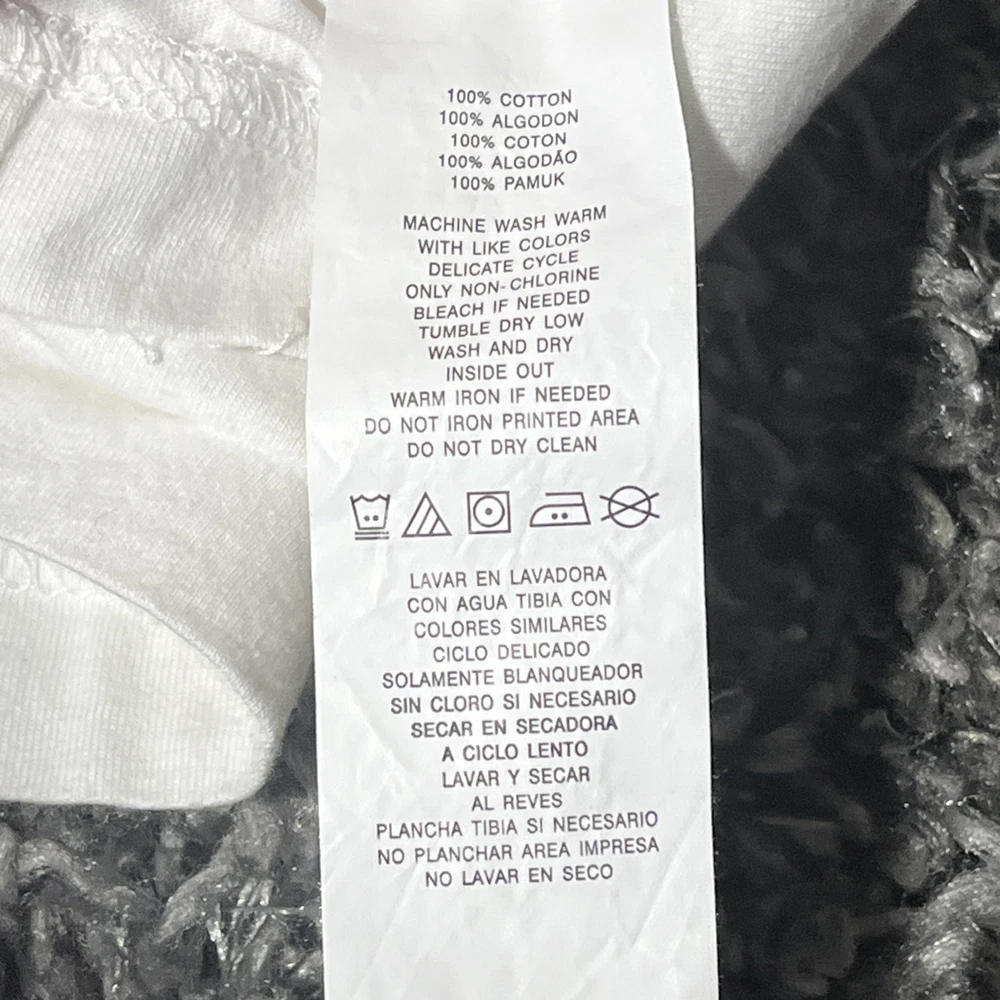 100% COTTON
100% ALGODON
100% COTON
100% ALGODÃO
100% PAMUK
MACHINE WASH WARM
WITH LIKE COLORS
DELICATE CYCLE
ONLY NON-CHLORINE
BLEACH IF NEEDED
TUMBLE DRY LOW
WASH AND DRY
INSIDE OUT
WARM IRON IF NEEDED
DO NOT IRON PRINTED AREA
DO NOT DRY CLEAN
LAVAR EN LAVADORA
CON AGUA TIBIA CON
COLORES SIMILARES
CICLO DELICADO
SOLAMENTE BLANQUEADOR
SIN CLORO SI NECESARIO
SECAR EN SECADORA
A CICLO LENTO
LAVAR Y SECAR
AL REVES
PLANCHA TIBIA SI NECESARIO
NO PLANCHAR AREA IMPRESA
NO LAVAR EN SECO